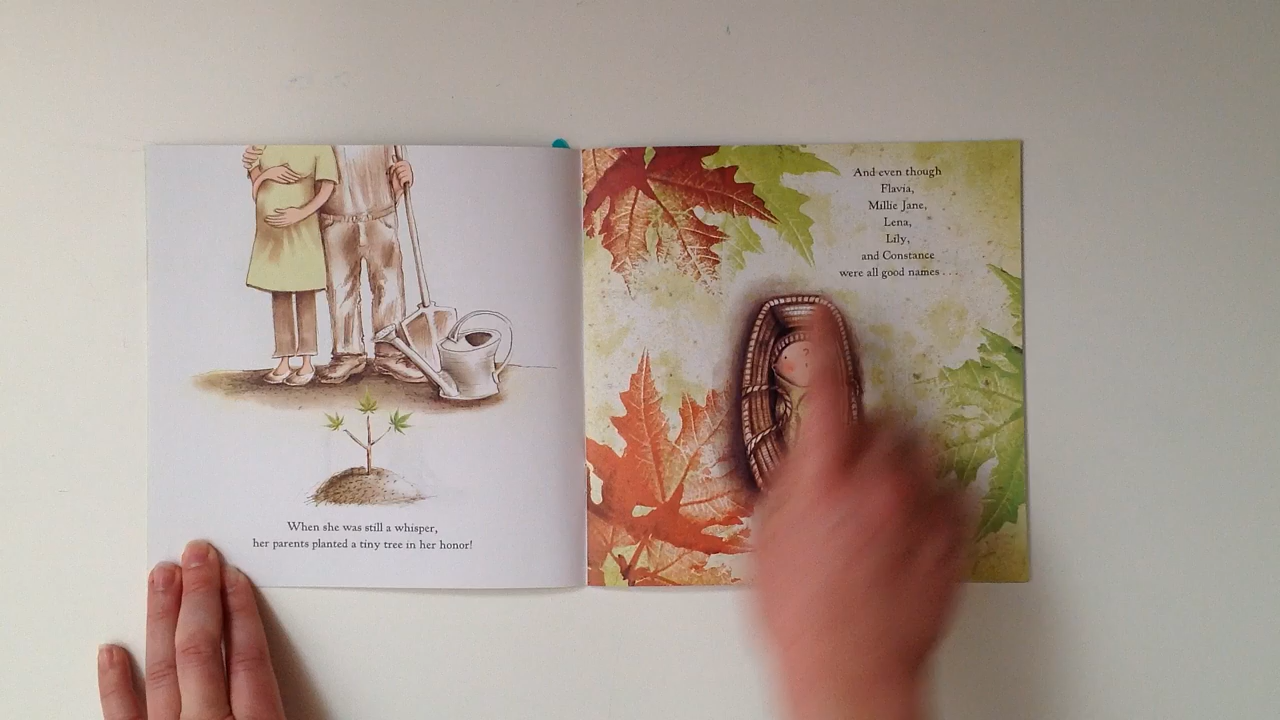 When she was still a whisper,
her parents planted a tiny tree in her honor!
And even though
Flavia,
Millie Jane,
Lena,
Lily,
and Constance
were all good names . . .